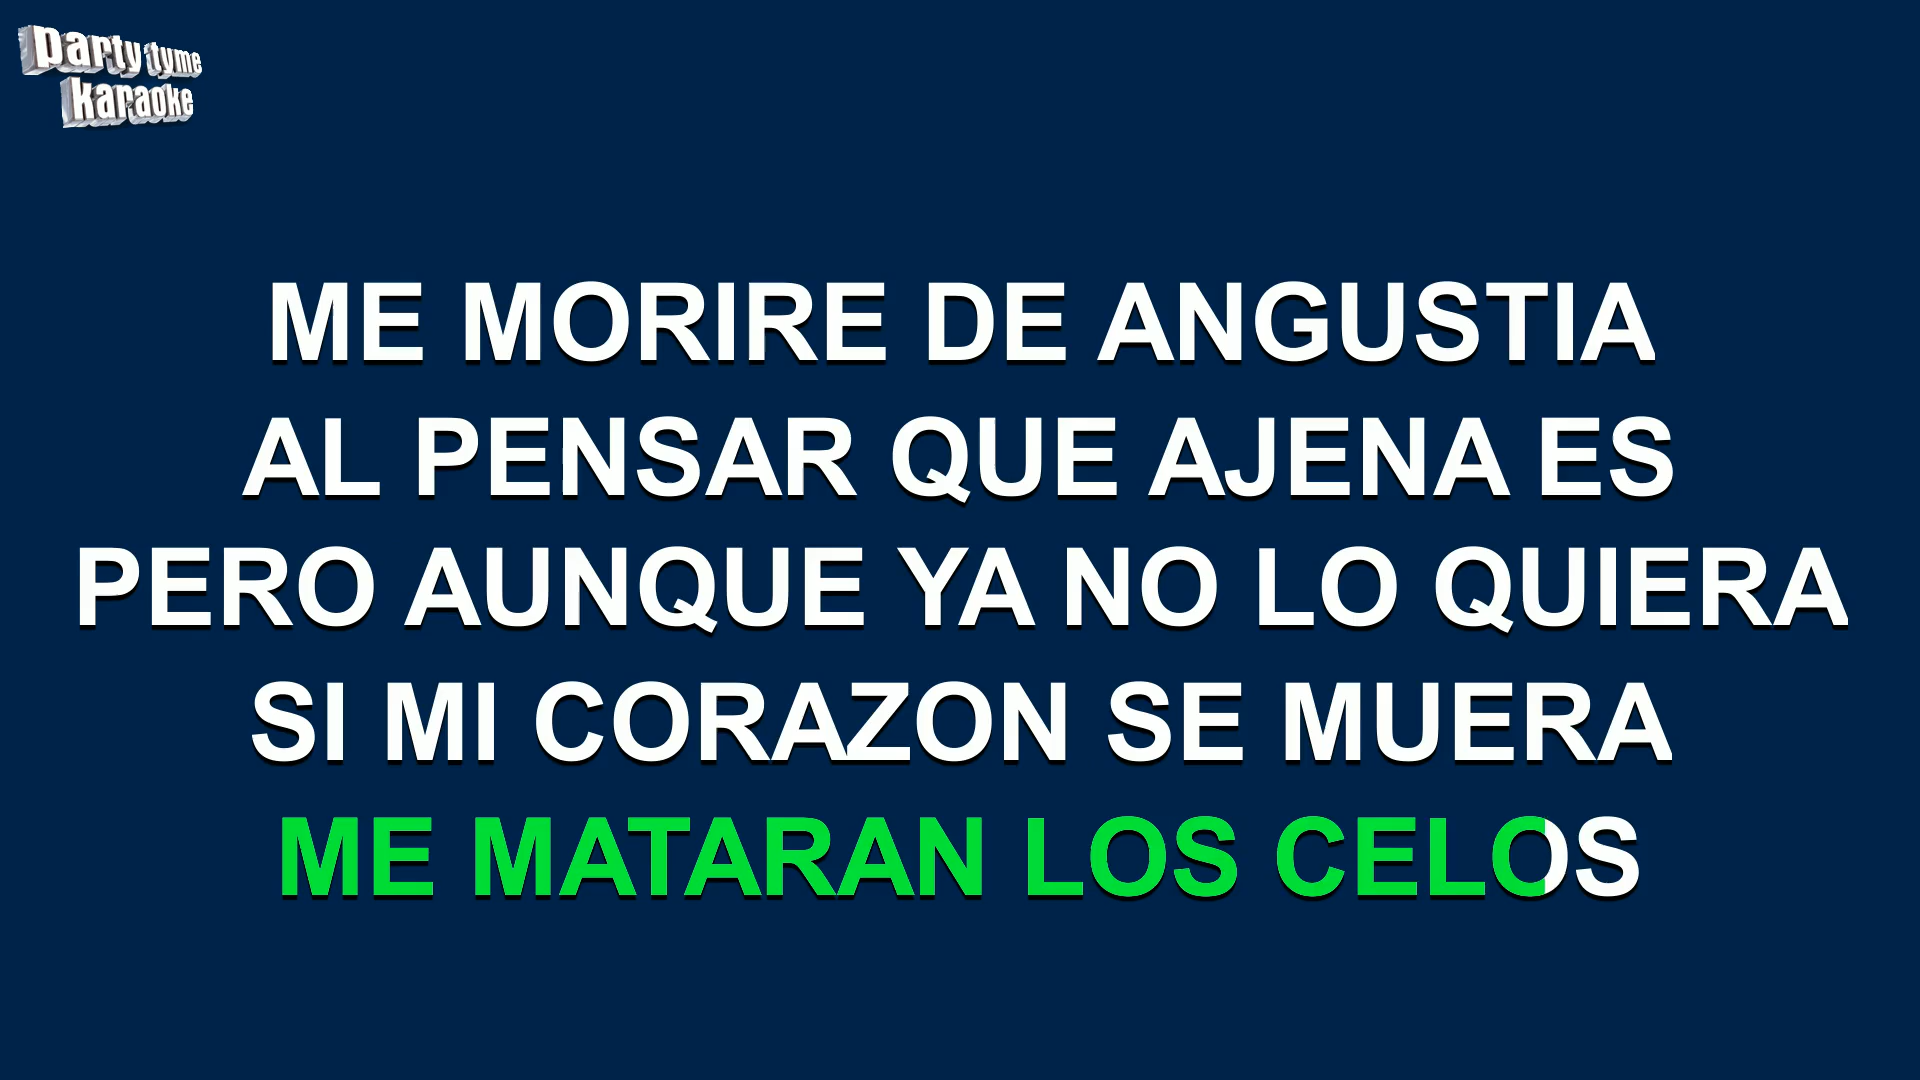 party tyme
karaoke
ME MORIRE DE ANGUSTIA
AL PENSAR QUE AJENA ES
PERO AUNQUE YA NO LO QUIERA
SI MI CORAZON SE MUERA
ME MATARAN LOS CELOS